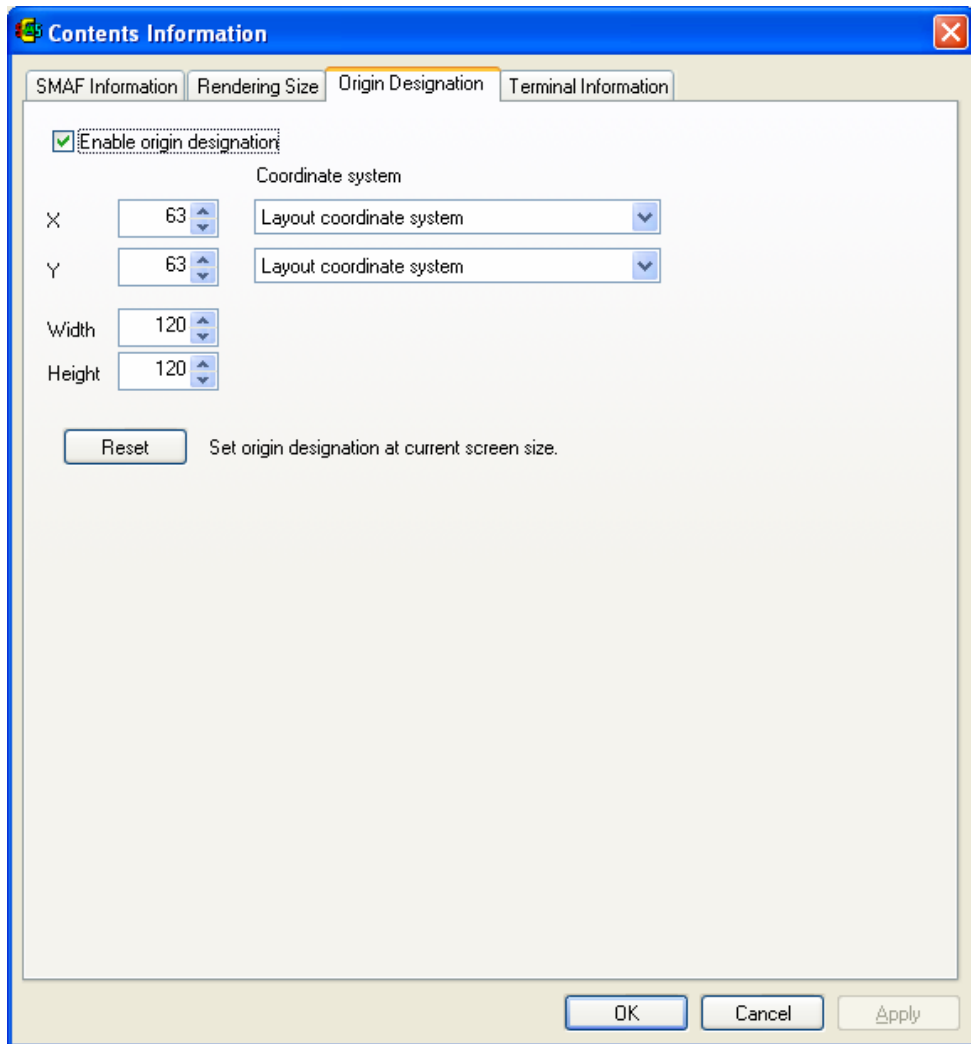 Contents Information
SMAF Information Rendering Size Origin Designation Terminal Information
Enable origin designation
Coordinate system
X 63 Layout coordinate system
Y 63 Layout coordinate system
Width 120
Height 120
Reset Set origin designation at current screen size.
OK Cancel Apply